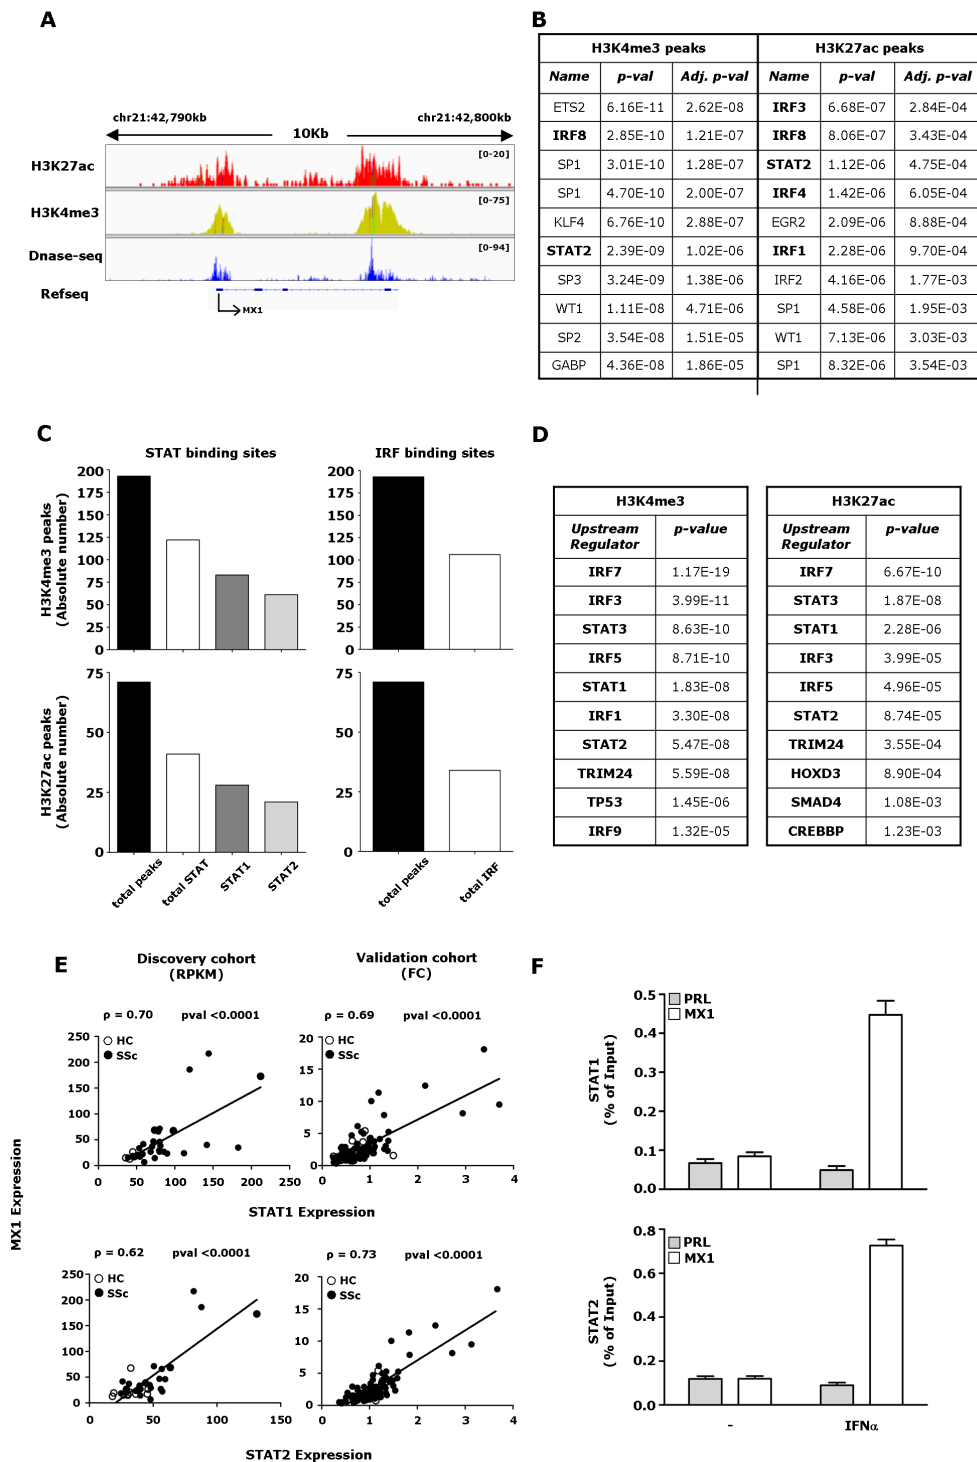 A
chr21:42,790kb
chr21:42,800kb
10Kb
H3K27ac
[0-20]
H3K4me3
[0-75]
Dnase-seq
[0-94]
Refseq
MX1
B
H3K4me3 peaks
H3K27ac peaks
Name p-val Adj. p-val Name p-val Adj. p-val
ETS2 6.16E-11 2.62E-08 IRF3 6.68E-07 2.84E-04
IRF8 2.85E-10 1.21E-07 IRF8 8.06E-07 3.43E-04
SP1 3.01E-10 1.28E-07 STAT2 1.12E-06 4.75E-04
SP1 4.70E-10 2.00E-07 IRF4 1.42E-06 6.05E-04
KLF4 6.76E-10 2.88E-07 EGR2 2.09E-06 8.88E-04
STAT2 2.39E-09 1.02E-06 IRF1 2.28E-06 9.70E-04
SP3 3.24E-09 1.38E-06 IRF2 4.16E-06 1.77E-03
WT1 1.11E-08 4.71E-06 SP1 4.58E-06 1.95E-03
SP2 3.54E-08 1.51E-05 WT1 7.13E-06 3.03E-03
GABP 4.36E-08 1.86E-05 SP1 8.32E-06 3.54E-03
C
STAT binding sites
IRF binding sites
H3K4me3 peaks
(Absolute number)
200
175
150
125
100
75
50
25
0
200
175
150
125
100
75
50
25
0
H3K27ac peaks
(Absolute number)
75
50
25
0
75
50
25
0
total peaks
total STAT
STAT1
STAT2
total peaks
total IRF
D
H3K4me3
Upstream Regulator p-value
IRF7 1.17E-19
IRF3 3.99E-11
STAT3 8.63E-10
IRF5 8.71E-10
STAT1 1.83E-08
IRF1 3.30E-08
STAT2 5.47E-08
TRIM24 5.59E-08
TP53 1.45E-06
IRF9 1.32E-05
H3K27ac
Upstream Regulator p-value
IRF7 6.67E-10
STAT3 1.87E-08
STAT1 2.28E-06
IRF3 3.99E-05
IRF5 4.96E-05
STAT2 8.74E-05
TRIM24 3.55E-04
HOXD3 8.90E-04
SMAD4 1.08E-03
CREBBP 1.23E-03
E
Discovery cohort
(RPKM)
Validation cohort
(FC)
MX1 Expression
ρ = 0.70 pval <0.0001
HC
SSc
250
200
150
100
50
0
0 50 100 150 200 250
ρ = 0.69 pval <0.0001
HC
SSc
20
15
10
5
0
0 1 2 3 4
STAT1 Expression
ρ = 0.62 pval <0.0001
HC
SSc
250
200
150
100
50
0
0 50 100 150
ρ = 0.73 pval <0.0001
HC
SSc
20
15
10
5
0
0 1 2 3 4
STAT2 Expression
F
STAT1
(% of Input)
PRL
MX1
0.5
0.4
0.3
0.2
0.1
0.0
STAT2
(% of Input)
PRL
MX1
0.8
0.6
0.4
0.2
0.0
- IFNα